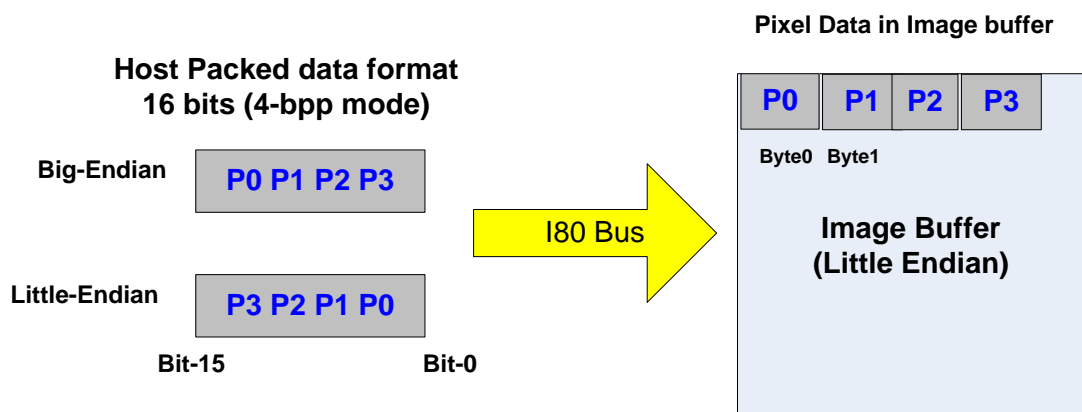 Pixel Data in Image buffer
Host Packed data format
16 bits (4-bpp mode)
Big-Endian
P0 P1 P2 P3
Little-Endian
P3 P2 P1 P0
Bit-15
Bit-0
I80 Bus
P0
P1
P2
P3
Byte0
Byte1
Image Buffer
(Little Endian)